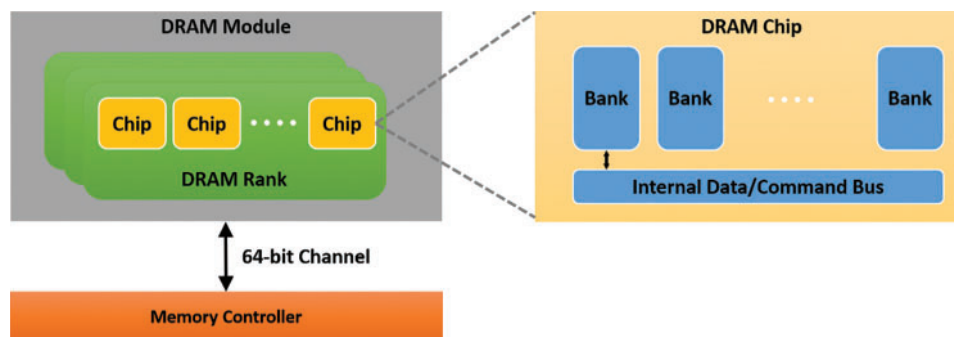 DRAM Module
Chip Chip Chip
DRAM Rank
64-bit Channel
Memory Controller
DRAM Chip
Bank Bank Bank
Internal Data/Command Bus